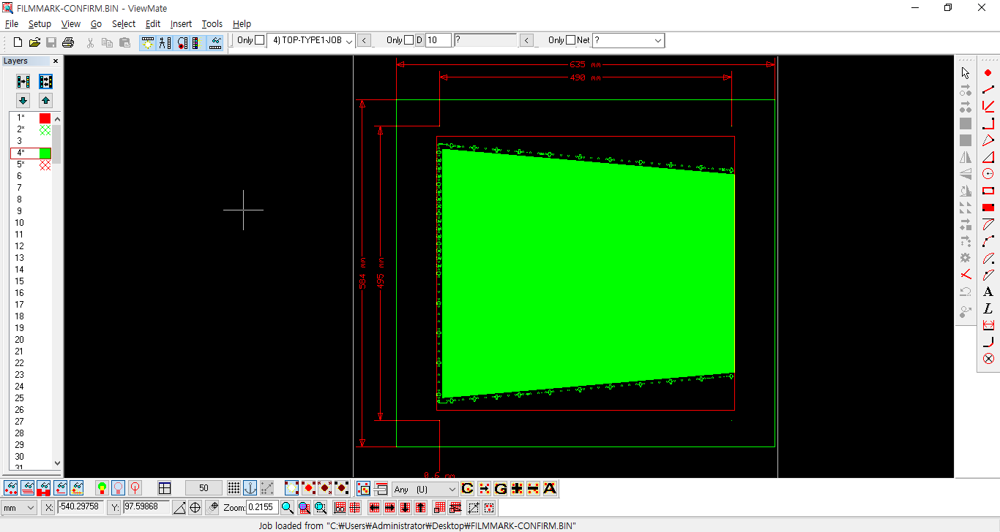 FILMMARK-CONFIRM.BIN - ViewMate
File Setup View Go Select Edit Insert Tools Help
Only 4) TOP-TYPE1-JOB < Only D 10 ? < Only Net ?
Layers ×
1*
2*
3
4*
5*
6
7
8
9
10
11
12
13
14
15
16
17
18
19
20
21
22
23
24
25
26
27
28
29
30
31
635 mm
490 mm
584 mm
495 mm
0.6 mm
A
L
50 Any (U) C G A
mm X: -540.29758 Y: 97.59868 Zoom: 0.2155
Job loaded from "C:₩Users₩Administrator₩Desktop₩FILMMARK-CONFIRM.BIN"